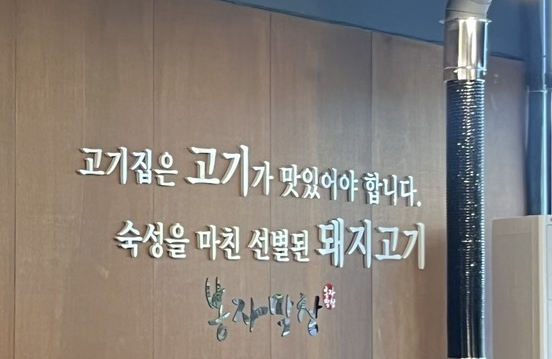 고기집은 고기가 맛있어야 합니다.
숙성을 마친 선별된 돼지고기
봉자막창